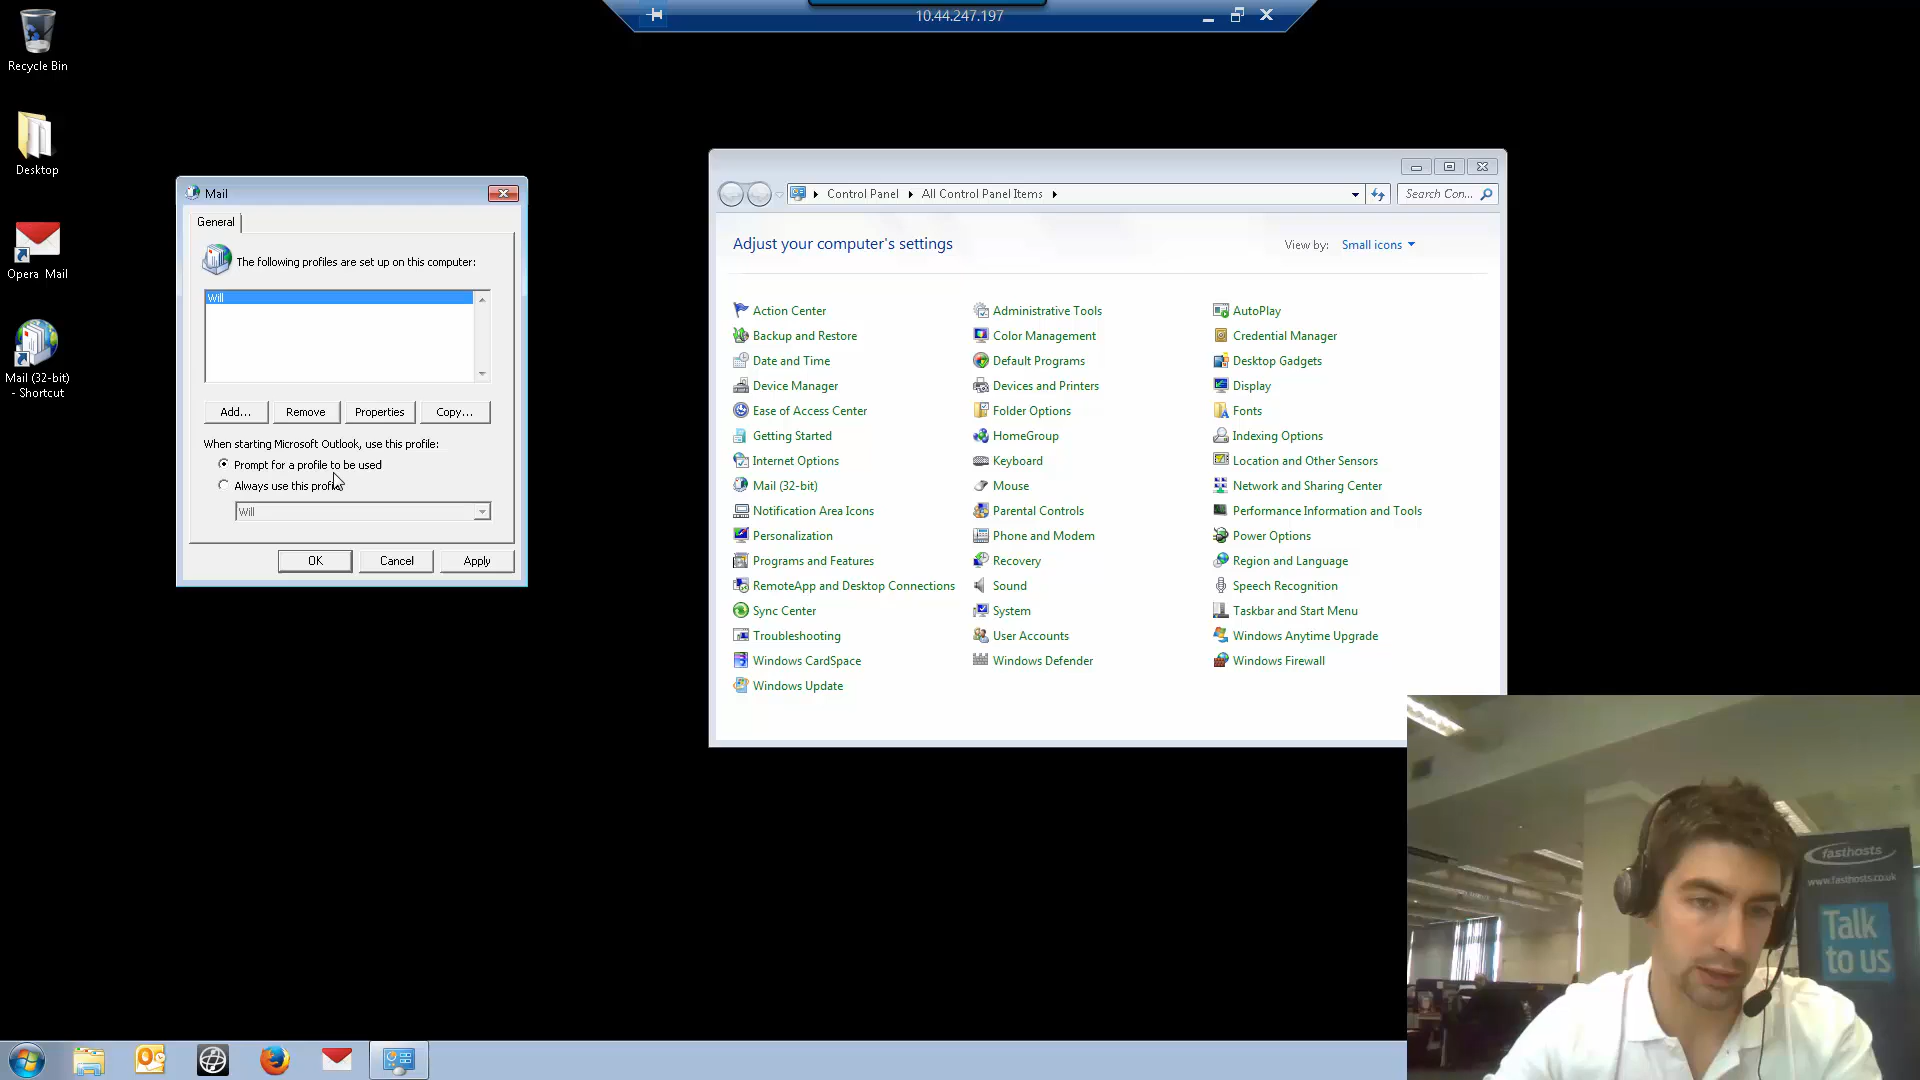 10.44.247.197
Recycle Bin
Desktop
Opera Mail
Mail (32-bit)
- Shortcut
Mail
General
The following profiles are set up on this computer:
Will
Add...
Remove
Properties
Copy...
When starting Microsoft Outlook, use this profile:
Prompt for a profile to be used
Always use this profile
Will
OK
Cancel
Apply
Control Panel
All Control Panel Items
Search Con...
Adjust your computer's settings
View by: Small icons
Action Center
Administrative Tools
AutoPlay
Backup and Restore
Color Management
Credential Manager
Date and Time
Default Programs
Desktop Gadgets
Device Manager
Devices and Printers
Display
Ease of Access Center
Folder Options
Fonts
Getting Started
HomeGroup
Indexing Options
Internet Options
Keyboard
Location and Other Sensors
Mail (32-bit)
Mouse
Network and Sharing Center
Notification Area Icons
Parental Controls
Performance Information and Tools
Personalization
Phone and Modem
Power Options
Programs and Features
Recovery
Region and Language
RemoteApp and Desktop Connections
Sound
Speech Recognition
Sync Center
System
Taskbar and Start Menu
Troubleshooting
User Accounts
Windows Anytime Upgrade
Windows CardSpace
Windows Defender
Windows Firewall
Windows Update
fasthosts
www.fasthosts.co.uk
Talk
to us